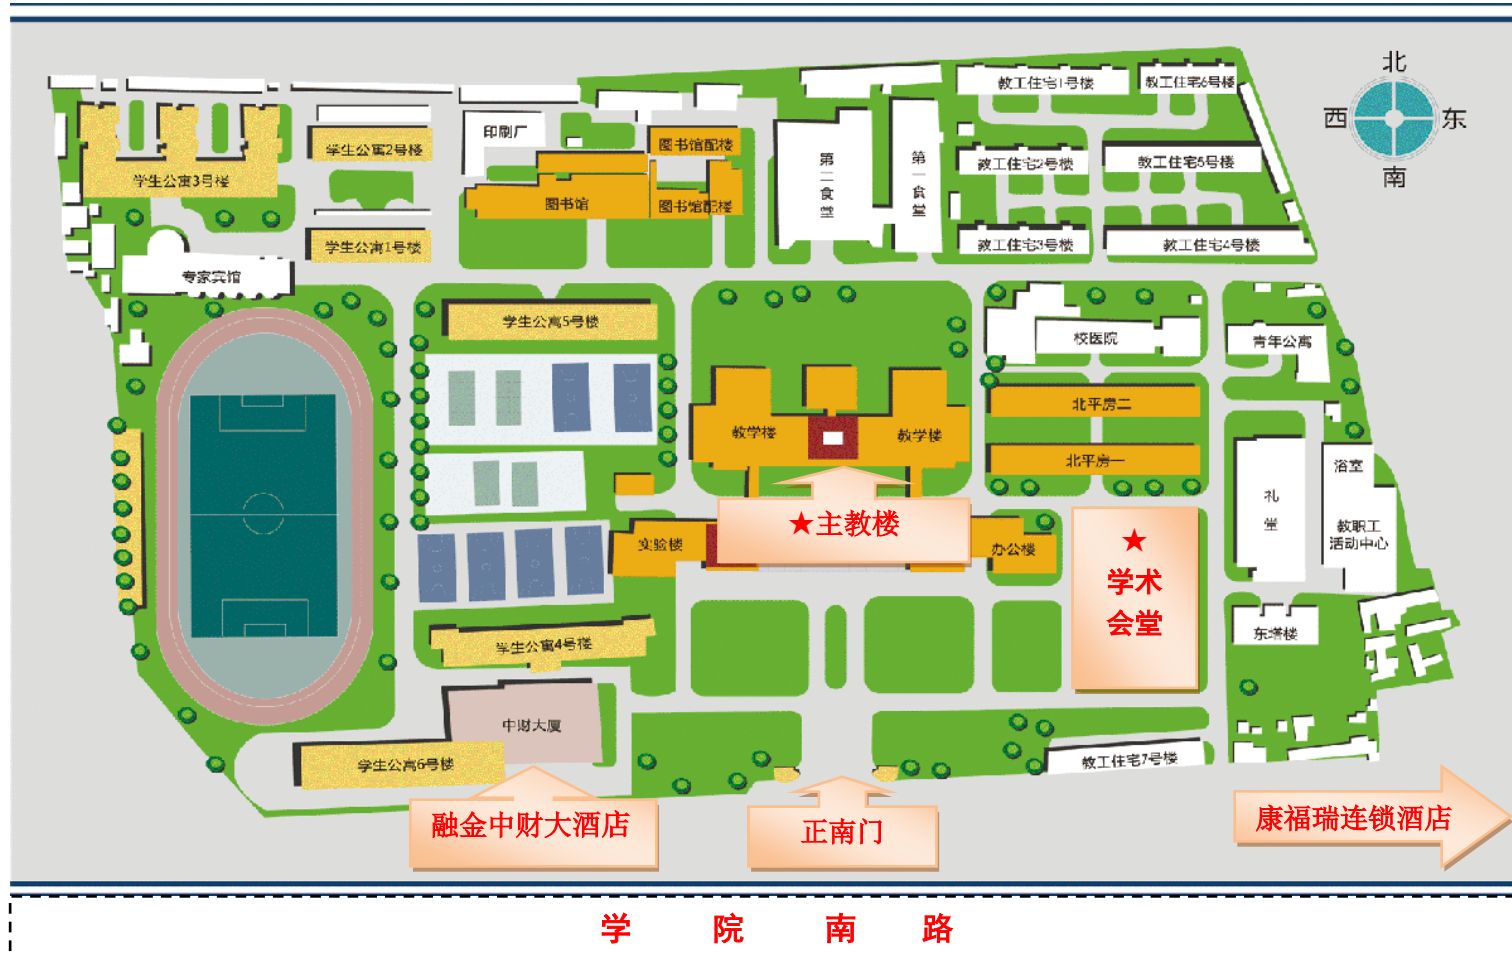 北
西
东
南
教工住宅1号楼
教工住宅6号楼
印刷厂
图书馆配楼
学生公寓2号楼
第二食堂
第一食堂
教工住宅2号楼
教工住宅5号楼
学生公寓3号楼
图书馆
图书馆配楼
学生公寓1号楼
教工住宅3号楼
教工住宅4号楼
专家宾馆
学生公寓5号楼
校医院
青年公寓
北平房二
教学楼
教学楼
北平房一
浴室
礼堂
★主教楼
教职工
活动中心
实验楼
办公楼
★
学术
会堂
东塔楼
学生公寓4号楼
中财大厦
学生公寓6号楼
教工住宅7号楼
融金中财大酒店
正南门
康福瑞连锁酒店
学院南路